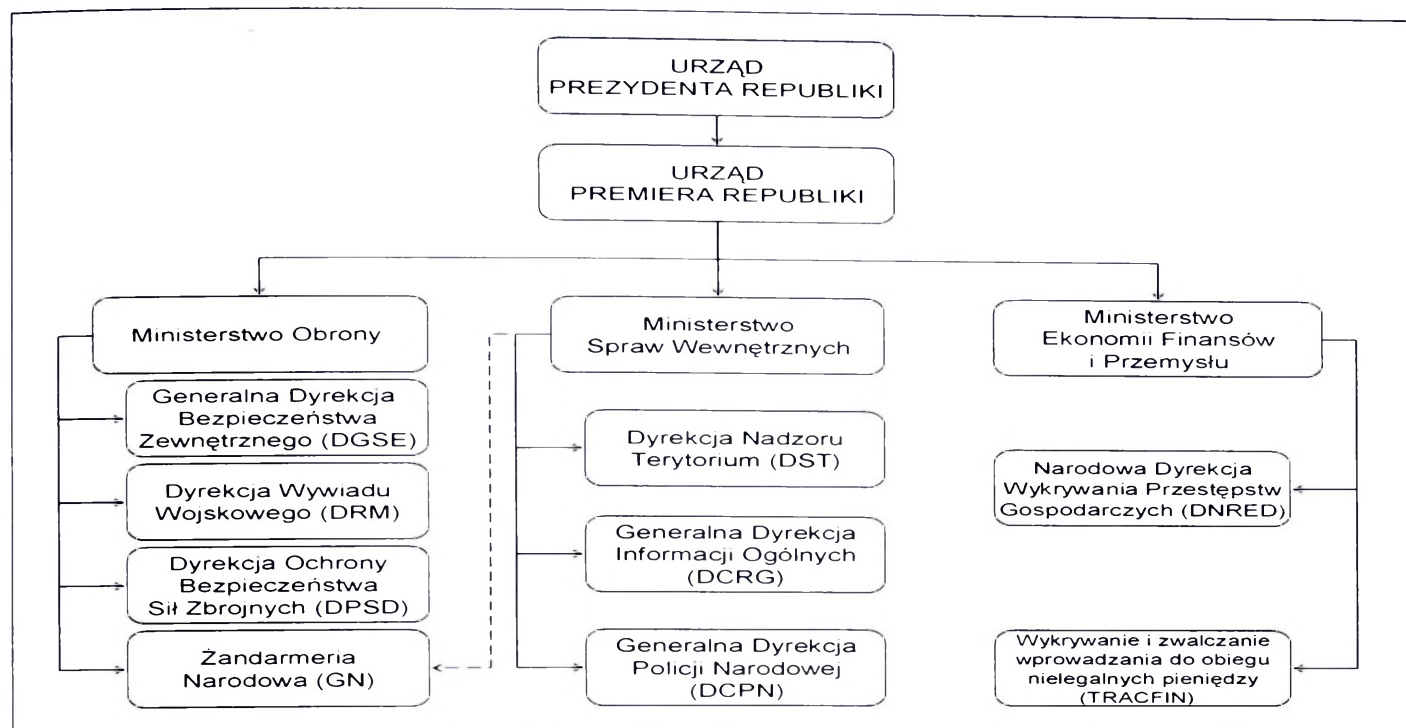 URZĄD
PREZYDENTA REPUBLIKI
URZĄD
PREMIERA REPUBLIKI
Ministerstwo Obrony
Generalna Dyrekcja
Bezpieczeństwa
Zewnętrznego (DGSE)
Dyrekcja Wywiadu
Wojskowego (DRM)
Dyrekcja Ochrony
Bezpieczeństwa
Sił Zbrojnych (DPSD)
Żandarmeria
Narodowa (GN)
Ministerstwo
Spraw Wewnętrznych
Dyrekcja Nadzoru
Terytorium (DST)
Generalna Dyrekcja
Informacji Ogólnych
(DCRG)
Generalna Dyrekcja
Policji Narodowej
(DCPN)
Ministerstwo
Ekonomii Finansów
i Przemysłu
Narodowa Dyrekcja
Wykrywania Przestępstw
Gospodarczych (DNRED)
Wykrywanie i zwalczanie
wprowadzania do obiegu
nielegalnych pieniędzy
(TRACFIN)